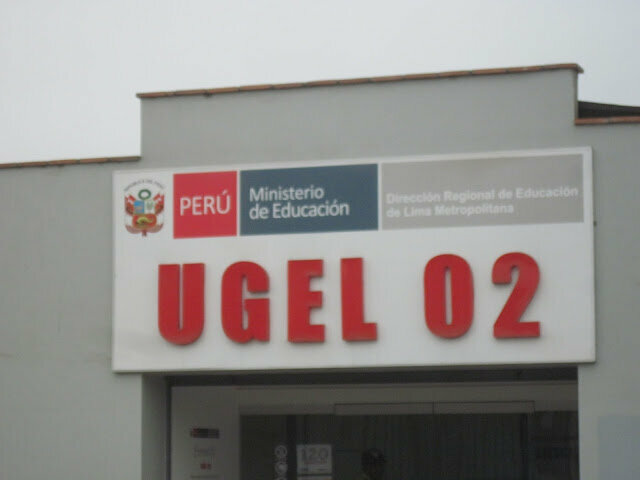 PERÚ
Ministerio
de Educación
Dirección Regional de Educación
de Lima Metropolitana
UGEL 02